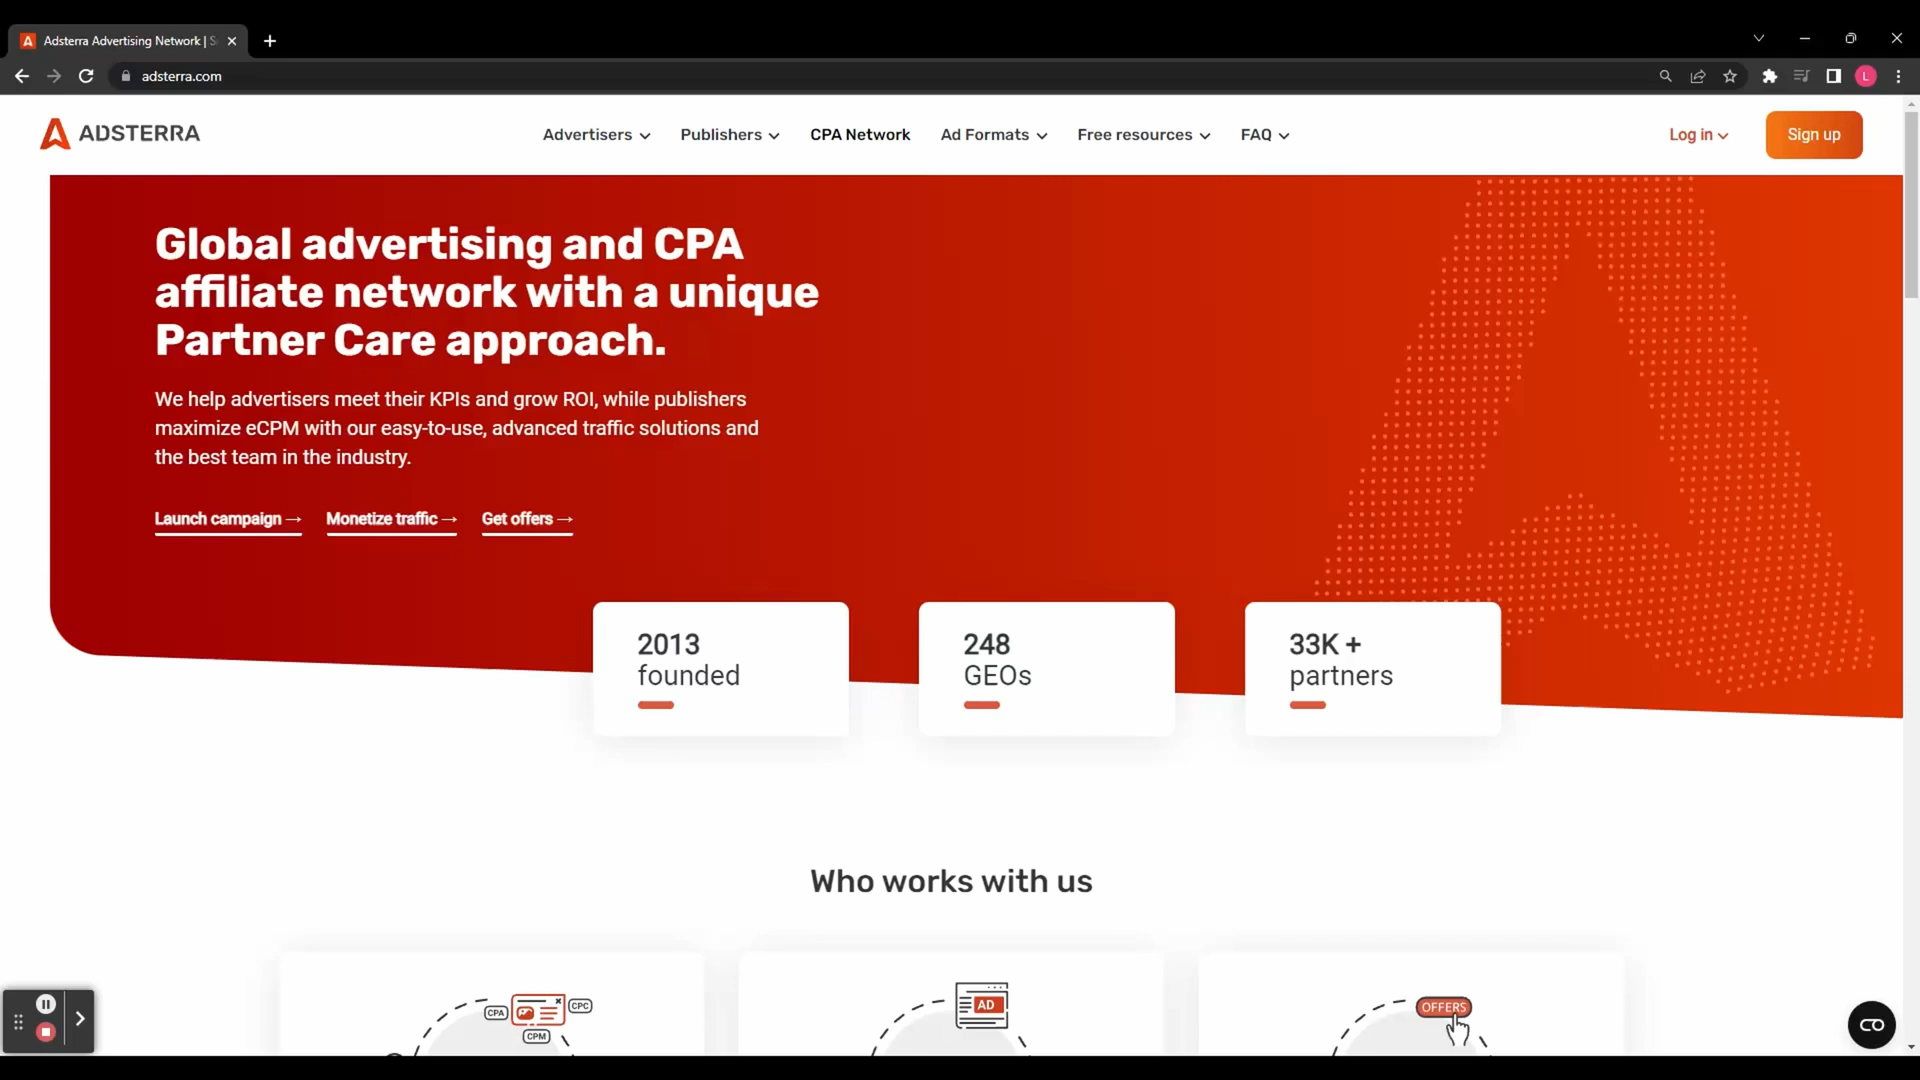 Adsterra Advertising Network | S
adsterra.com
L
ADSTERRA
Advertisers
Publishers
CPA Network
Ad Formats
Free resources
FAQ
Log in
Sign up
Global advertising and CPA
affiliate network with a unique
Partner Care approach.
We help advertisers meet their KPIs and grow ROI, while publishers
maximize eCPM with our easy-to-use, advanced traffic solutions and
the best team in the industry.
Launch campaign →
Monetize traffic →
Get offers →
2013
founded
248
GEOs
33K +
partners
Who works with us
CPA
CPC
CPM
AD
OFFERS